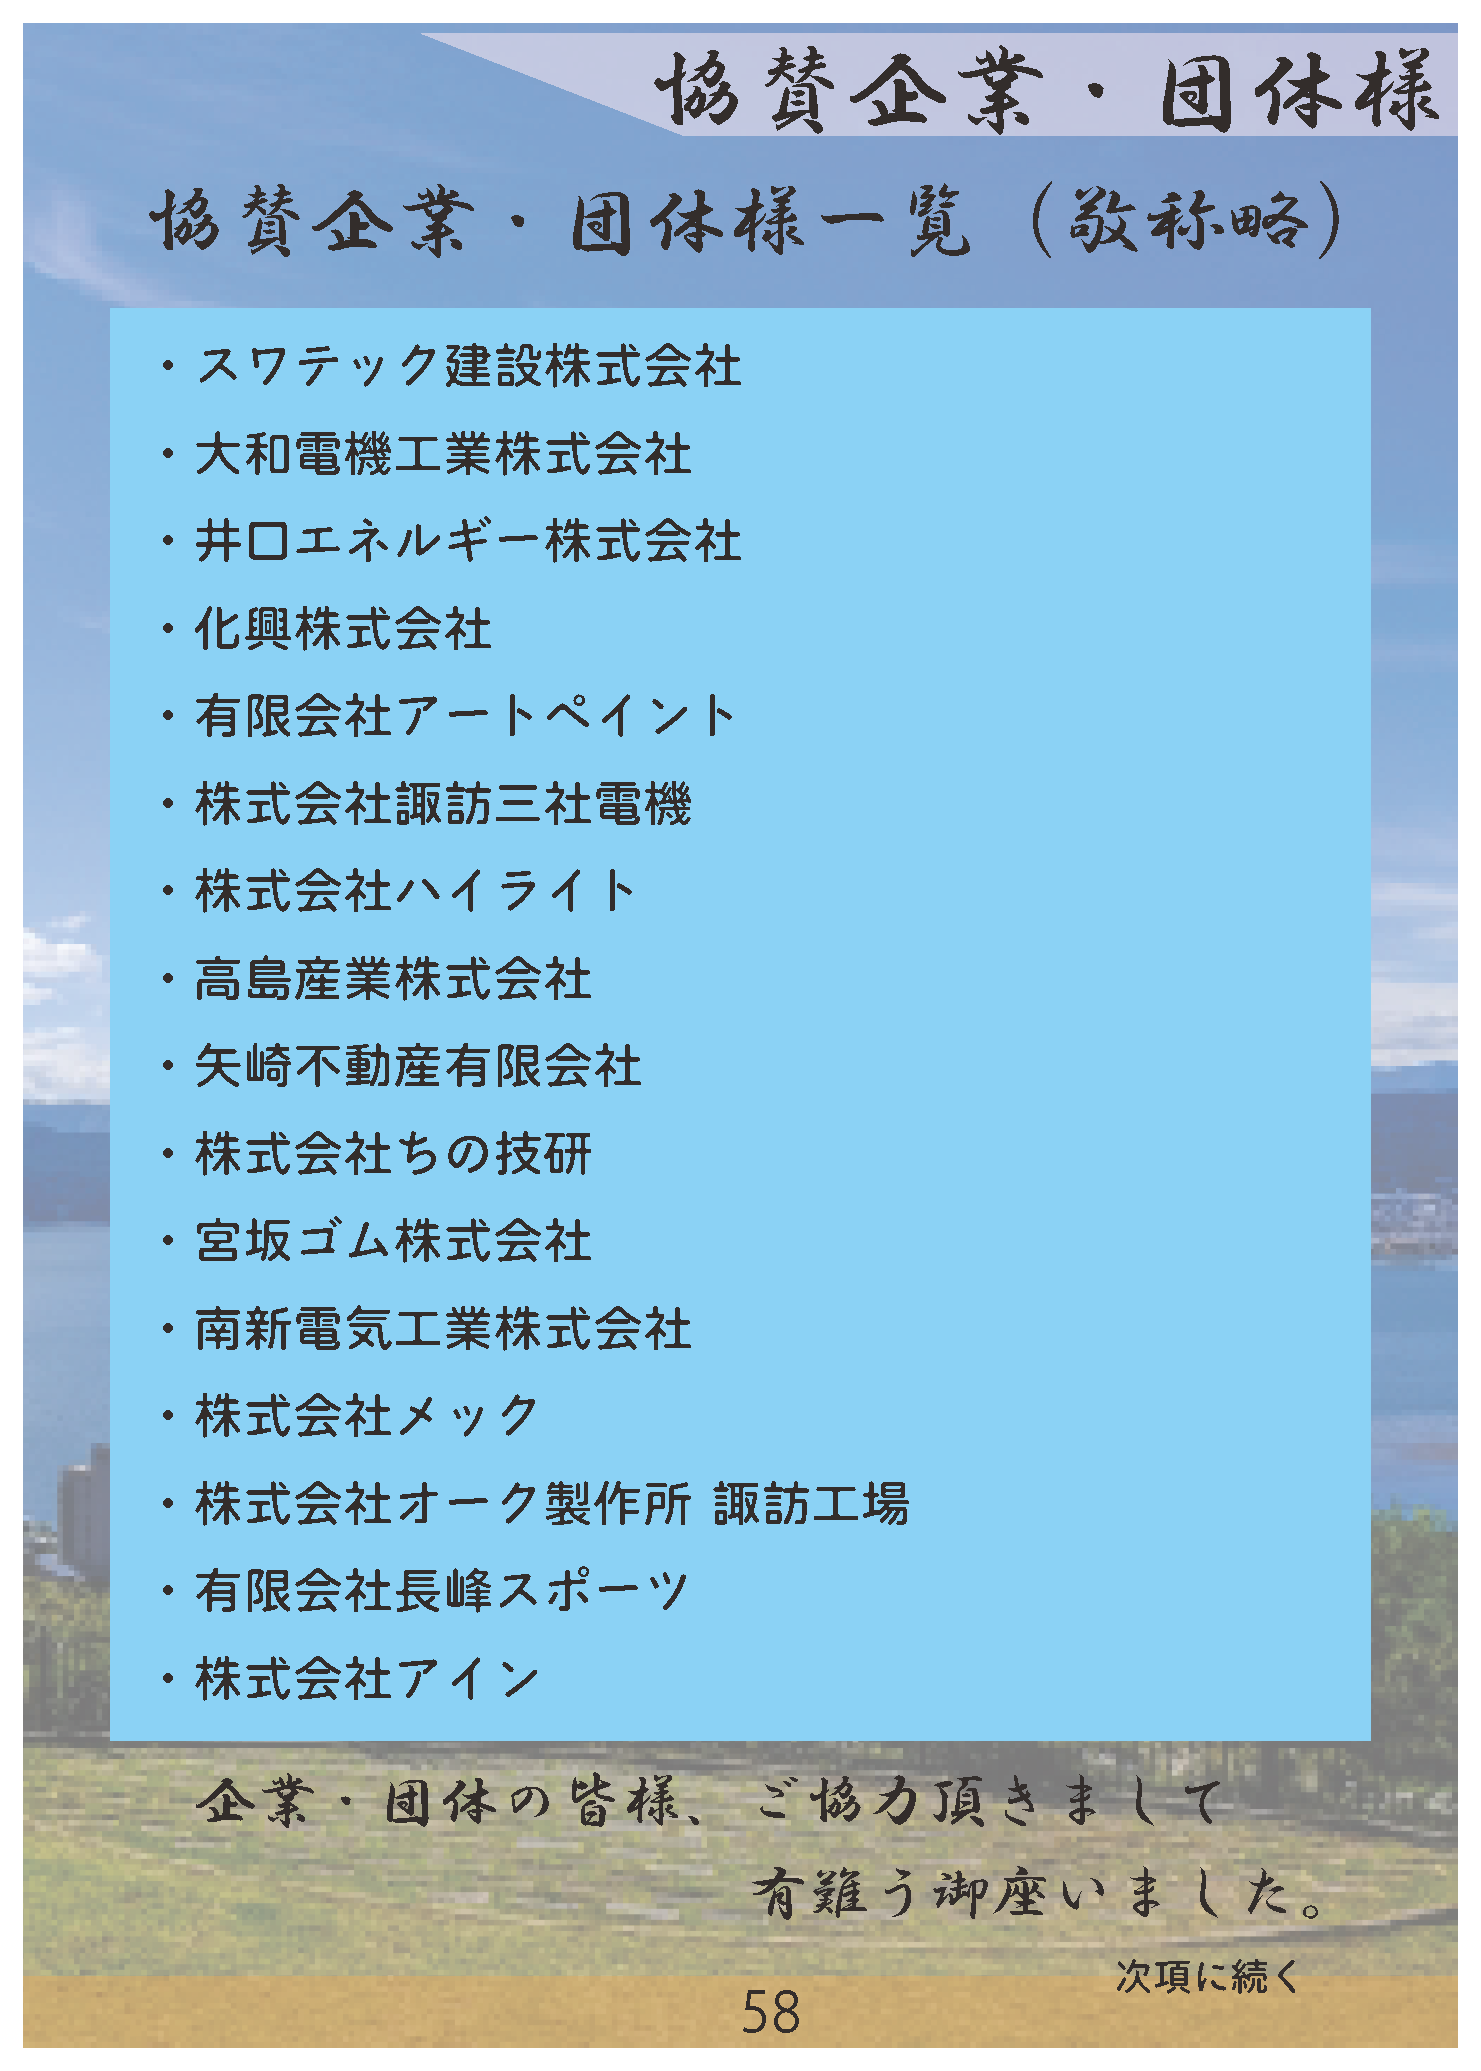 協賛企業・団体様
協賛企業・団体様一覧（敬称略）
・スワテック建設株式会社
・大和電機工業株式会社
・井口エネルギー株式会社
・化興株式会社
・有限会社アートペイント
・株式会社諏訪三社電機
・株式会社ハイライト
・高島産業株式会社
・矢崎不動産有限会社
・株式会社ちの技研
・宮坂ゴム株式会社
・南新電気工業株式会社
・株式会社メック
・株式会社オーク製作所 諏訪工場
・有限会社長峰スポーツ
・株式会社アイン
企業・団体の皆様、ご協力頂きまして
有難う御座いました。
次項に続く
58